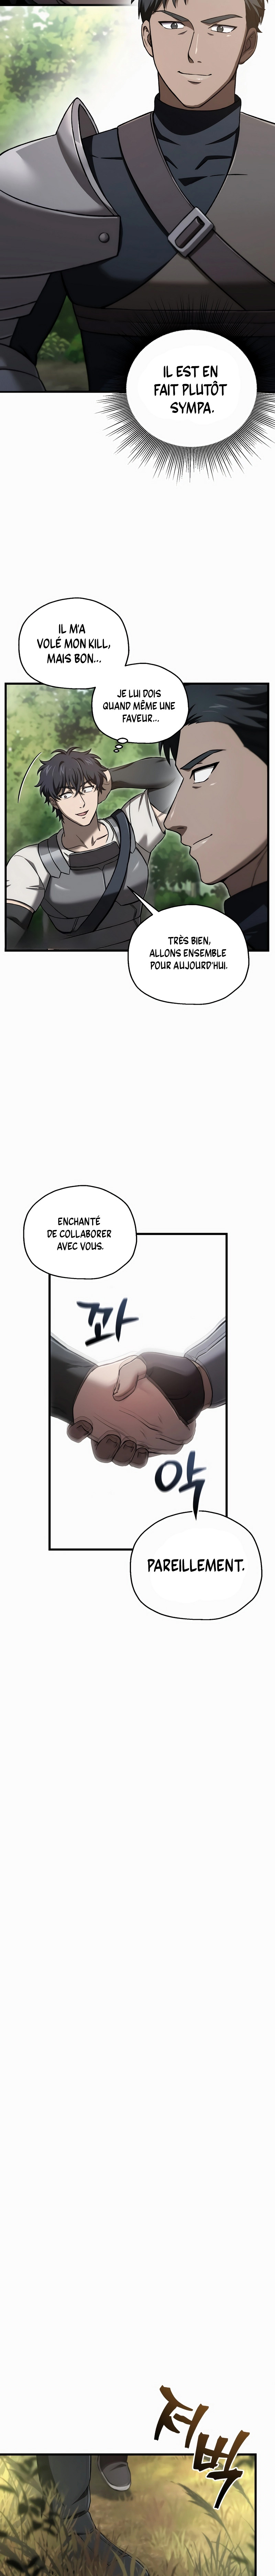 IL EST EN
FAIT PLUTÔT
SYMPA.
IL M'A
VOLÉ MON KILL,
MAIS BON...
JE LUI DOIS
QUAND MÊME UNE
FAVEUR...
TRÈS BIEN,
ALLONS ENSEMBLE
POUR AUJOURD'HUI.
ENCHANTÉ
DE COLLABORER
AVEC VOUS.
꽈
악
PAREILLEMENT.
저벅